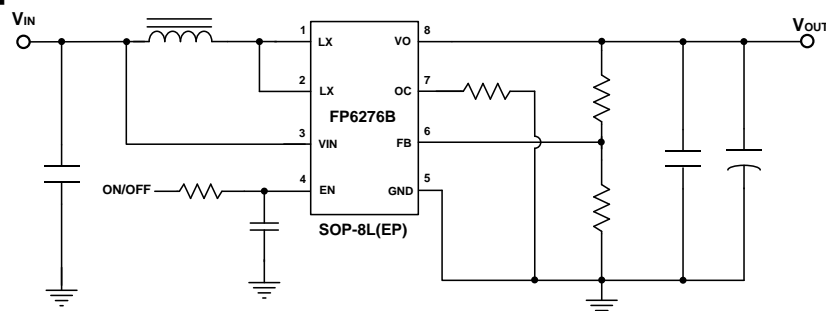 VIN
VOUT
1
LX
VO
8
2
LX
OC
7
FP6276B
3
VIN
FB
6
ON/OFF
4
EN
GND
5
SOP-8L(EP)